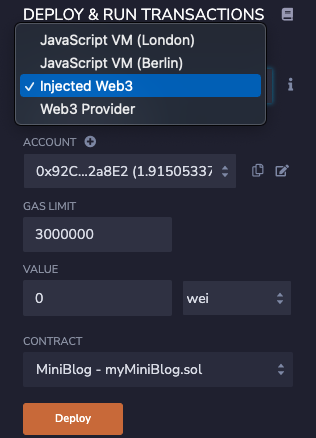 DEPLOY & RUN TRANSACTIONS
JavaScript VM (London)
JavaScript VM (Berlin)
✓ Injected Web3
Web3 Provider
ACCOUNT
0x92C...2a8E2 (1.91505337
GAS LIMIT
3000000
VALUE
0 wei
CONTRACT
MiniBlog - myMiniBlog.sol
Deploy